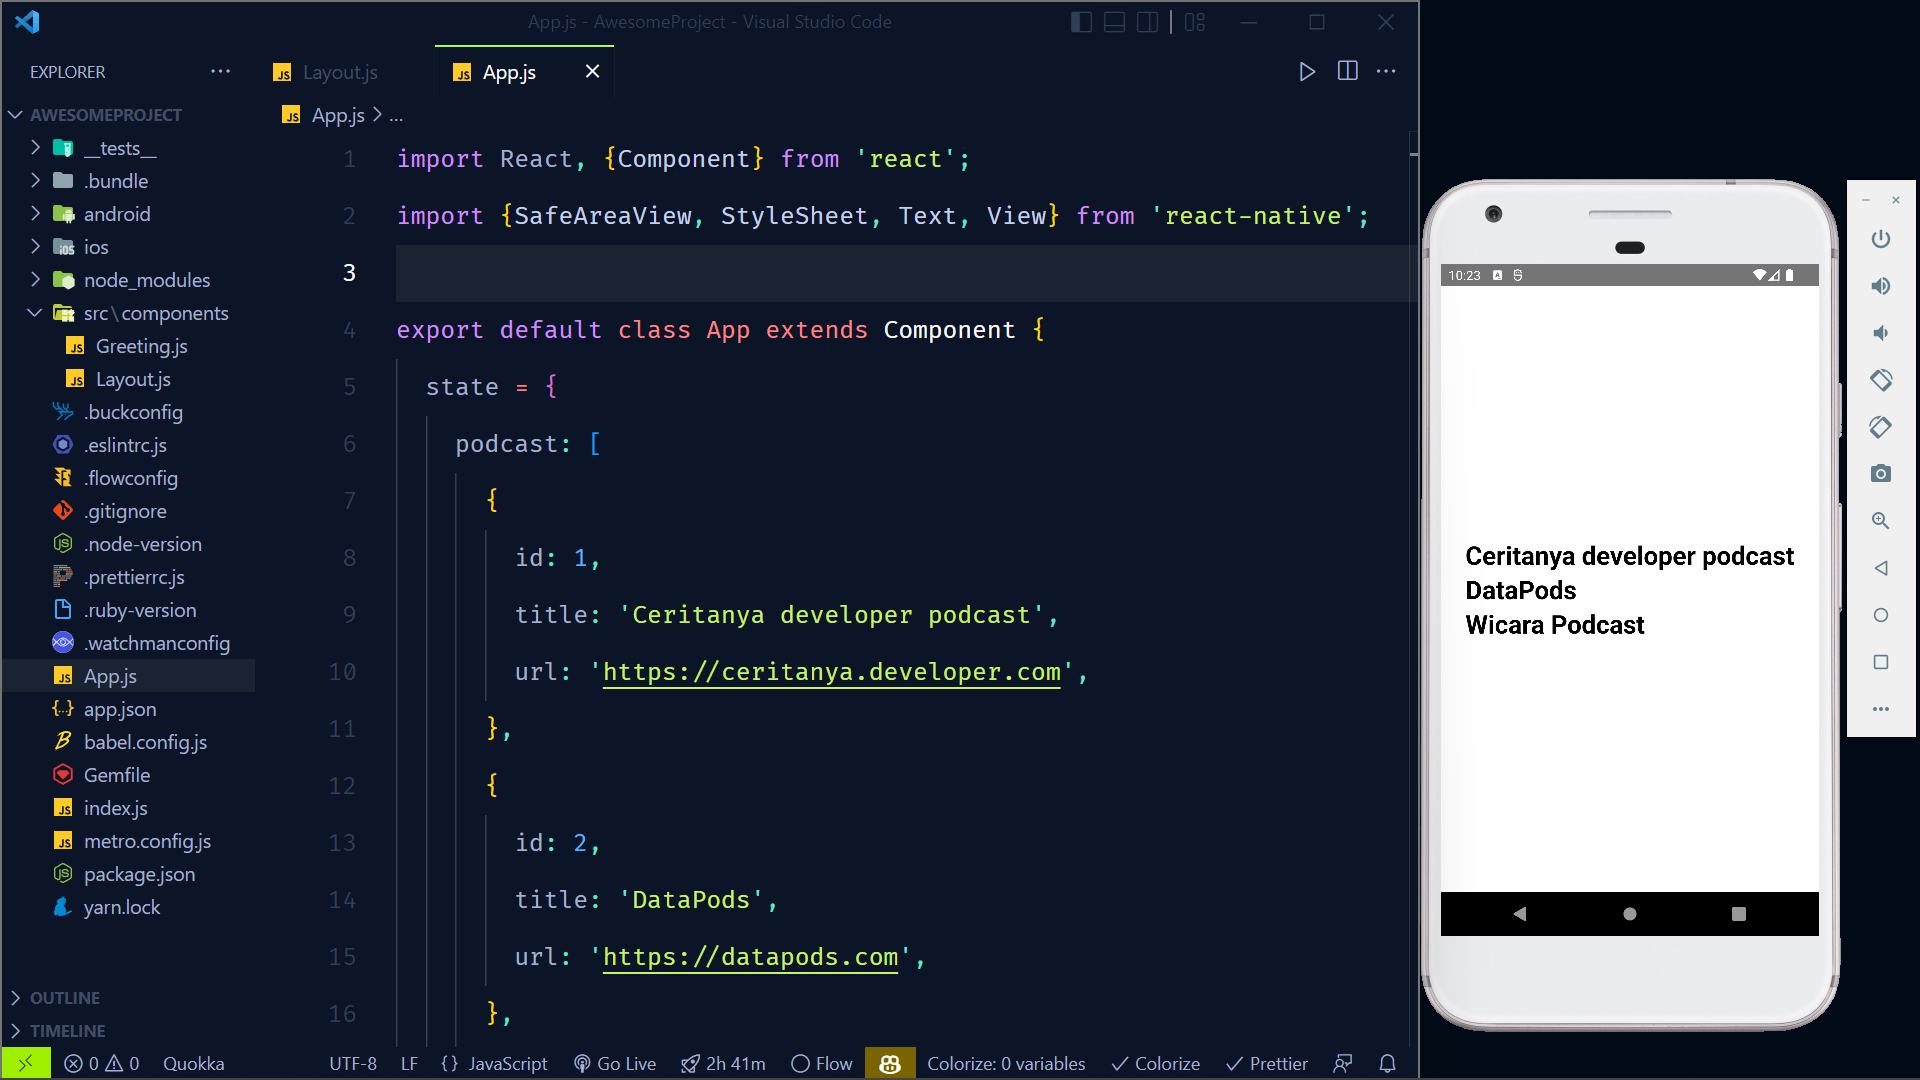 App.js - AwesomeProject - Visual Studio Code
EXPLORER
Layout.js
App.js
AWESOMEPROJECT
__tests__
.bundle
android
ios
node_modules
src\components
Greeting.js
Layout.js
.buckconfig
.eslintrc.js
.flowconfig
.gitignore
.node-version
.prettierrc.js
.ruby-version
.watchmanconfig
App.js
app.json
babel.config.js
Gemfile
index.js
metro.config.js
package.json
yarn.lock
OUTLINE
TIMELINE
App.js > ...
1 import React, {Component} from 'react';
2 import {SafeAreaView, StyleSheet, Text, View} from 'react-native';
3
4 export default class App extends Component {
5 state = {
6 podcast: [
7 {
8 id: 1,
9 title: 'Ceritanya developer podcast',
10 url: 'https://ceritanya.developer.com',
11 },
12 {
13 id: 2,
14 title: 'DataPods',
15 url: 'https://datapods.com',
16 },
0 0 Quokka UTF-8 LF {} JavaScript Go Live 2h 41m Flow Colorize: 0 variables Colorize Prettier
10:23
Ceritanya developer podcast
DataPods
Wicara Podcast